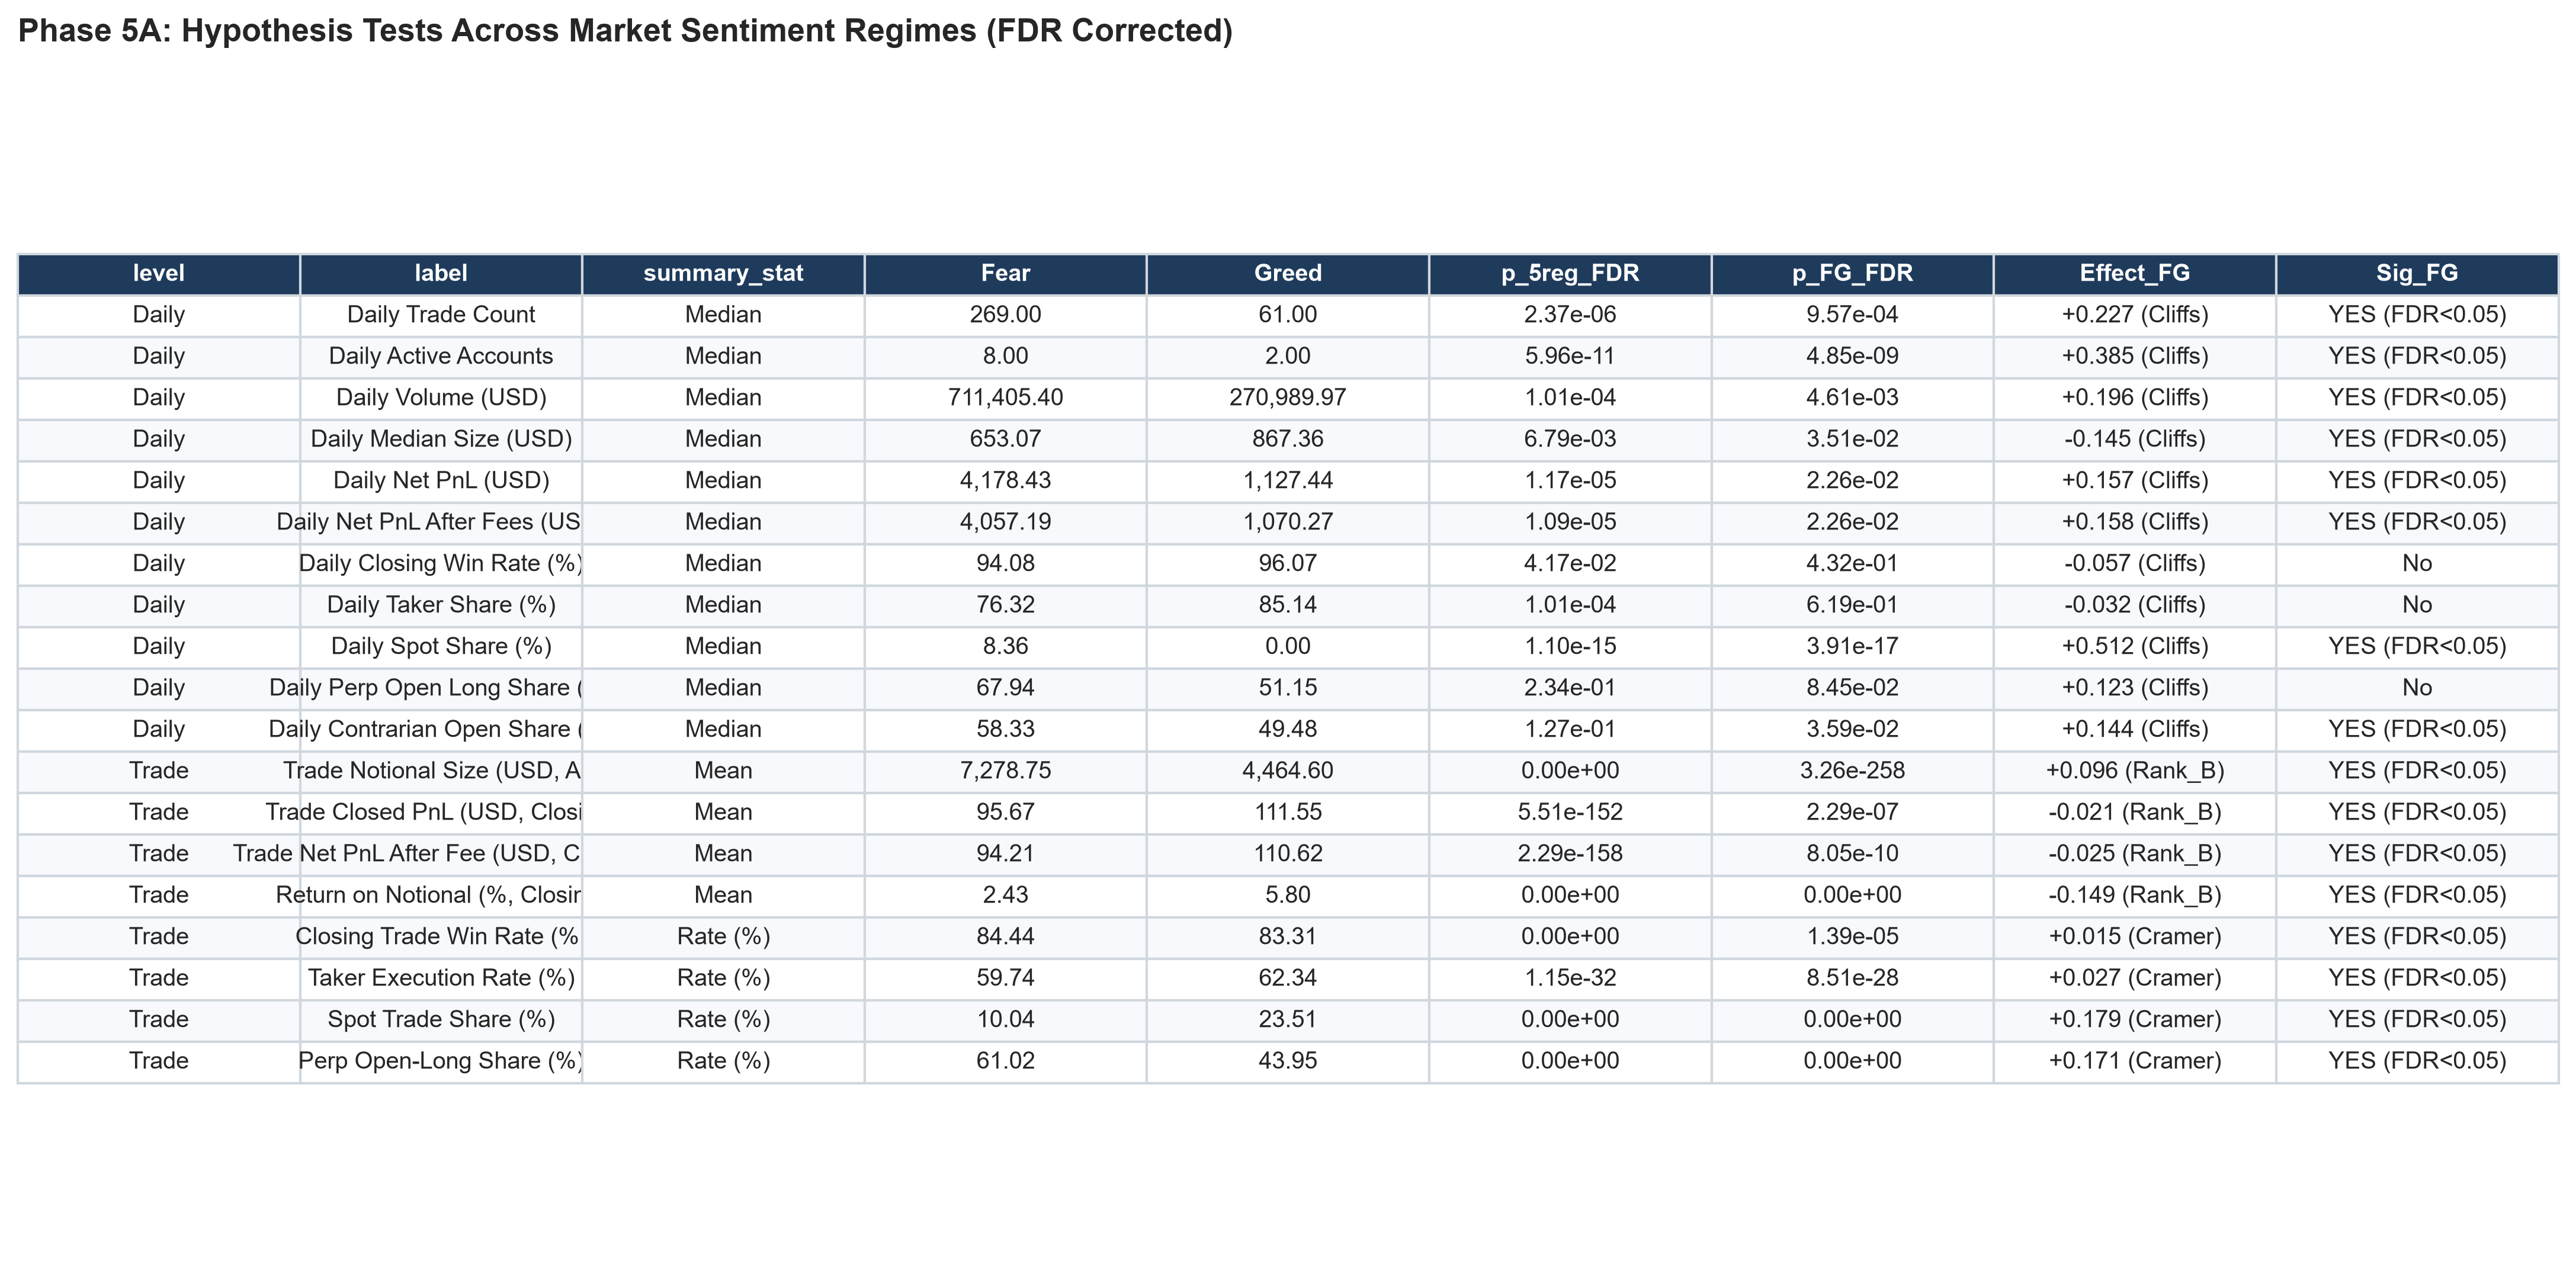 Phase 5A: Hypothesis Tests Across Market Sentiment Regimes (FDR Corrected)
level label summary_stat Fear Greed p_5reg_FDR p_FG_FDR Effect_FG Sig_FG
Daily Daily Trade Count Median 269.00 61.00 2.37e-06 9.57e-04 +0.227 (Cliffs) YES (FDR<0.05)
Daily Daily Active Accounts Median 8.00 2.00 5.96e-11 4.85e-09 +0.385 (Cliffs) YES (FDR<0.05)
Daily Daily Volume (USD) Median 711,405.40 270,989.97 1.01e-04 4.61e-03 +0.196 (Cliffs) YES (FDR<0.05)
Daily Daily Median Size (USD) Median 653.07 867.36 6.79e-03 3.51e-02 -0.145 (Cliffs) YES (FDR<0.05)
Daily Daily Net PnL (USD) Median 4,178.43 1,127.44 1.17e-05 2.26e-02 +0.157 (Cliffs) YES (FDR<0.05)
Daily Daily Net PnL After Fees (US Median 4,057.19 1,070.27 1.09e-05 2.26e-02 +0.158 (Cliffs) YES (FDR<0.05)
Daily Daily Closing Win Rate (%) Median 94.08 96.07 4.17e-02 4.32e-01 -0.057 (Cliffs) No
Daily Daily Taker Share (%) Median 76.32 85.14 1.01e-04 6.19e-01 -0.032 (Cliffs) No
Daily Daily Spot Share (%) Median 8.36 0.00 1.10e-15 3.91e-17 +0.512 (Cliffs) YES (FDR<0.05)
Daily Daily Perp Open Long Share ( Median 67.94 51.15 2.34e-01 8.45e-02 +0.123 (Cliffs) No
Daily Daily Contrarian Open Share ( Median 58.33 49.48 1.27e-01 3.59e-02 +0.144 (Cliffs) YES (FDR<0.05)
Trade Trade Notional Size (USD, A Mean 7,278.75 4,464.60 0.00e+00 3.26e-258 +0.096 (Rank_B) YES (FDR<0.05)
Trade Trade Closed PnL (USD, Closi Mean 95.67 111.55 5.51e-152 2.29e-07 -0.021 (Rank_B) YES (FDR<0.05)
Trade Trade Net PnL After Fee (USD, C Mean 94.21 110.62 2.29e-158 8.05e-10 -0.025 (Rank_B) YES (FDR<0.05)
Trade Return on Notional (%, Closin Mean 2.43 5.80 0.00e+00 0.00e+00 -0.149 (Rank_B) YES (FDR<0.05)
Trade Closing Trade Win Rate (% Rate (%) 84.44 83.31 0.00e+00 1.39e-05 +0.015 (Cramer) YES (FDR<0.05)
Trade Taker Execution Rate (%) Rate (%) 59.74 62.34 1.15e-32 8.51e-28 +0.027 (Cramer) YES (FDR<0.05)
Trade Spot Trade Share (%) Rate (%) 10.04 23.51 0.00e+00 0.00e+00 +0.179 (Cramer) YES (FDR<0.05)
Trade Perp Open-Long Share (%) Rate (%) 61.02 43.95 0.00e+00 0.00e+00 +0.171 (Cramer) YES (FDR<0.05)